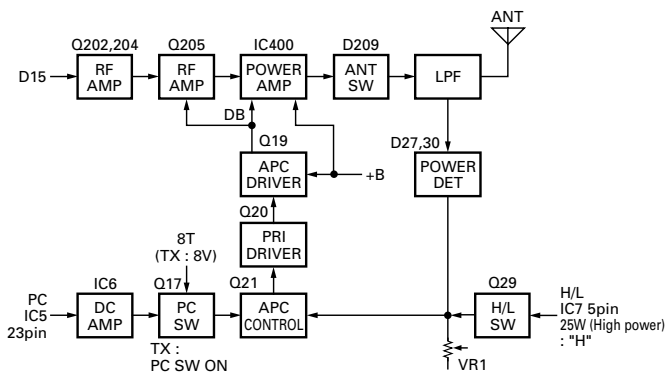 ANT
Q202,204
Q205
IC400
D209
D15
RF
AMP
RF
AMP
POWER
AMP
ANT
SW
LPF
DB
Q19
D27,30
APC
DRIVER
+B
POWER
DET
Q20
8T
(TX : 8V)
PRI
DRIVER
IC6
Q17
Q21
Q29
PC
IC5
23pin
DC
AMP
PC
SW
APC
CONTROL
H/L
SW
H/L
IC7 5pin
25W (High power)
: "H"
TX :
PC SW ON
VR1